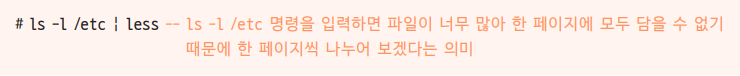 # ls -l /etc ¦ less -- ls -l /etc 명령을 입력하면 파일이 너무 많아 한 페이지에 모두 담을 수 없기
때문에 한 페이지씩 나누어 보겠다는 의미